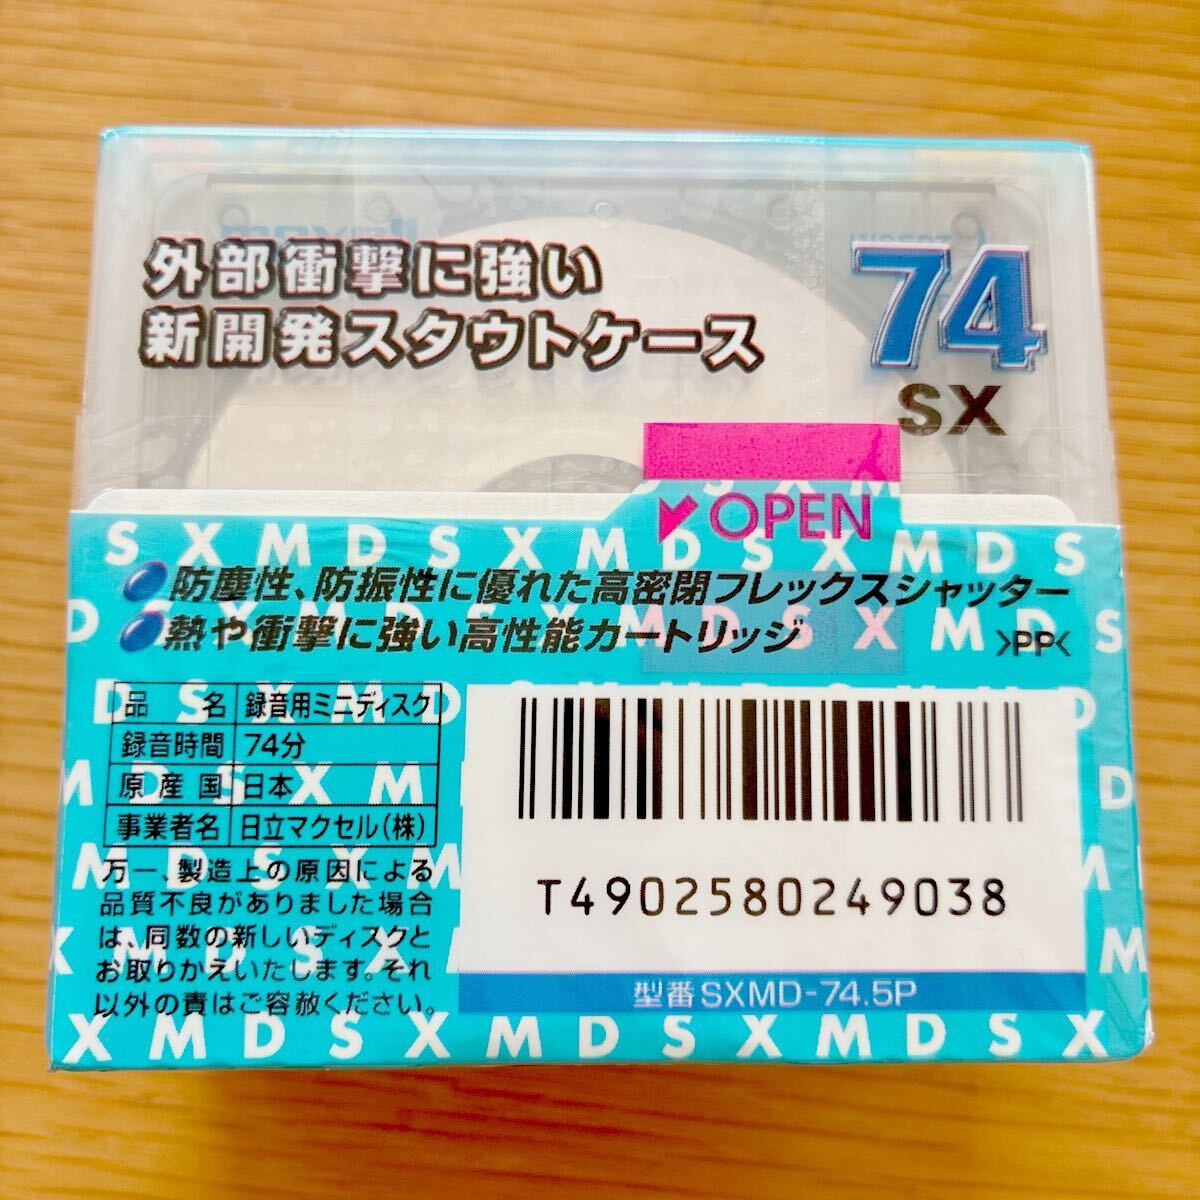 外部衝撃に強い
新開発スタウトケース
74
SX
OPEN
SXMDSXMDSXMDS
防塵性、防振性に優れた高密閉フレックスシャッター
熱や衝撃に強い高性能カートリッジ
>PP<
品名 録音用ミニディスク
録音時間 74分
原産国 日本
事業者名 日立マクセル(株)
万一、製造上の原因による
品質不良がありました場合
は、同数の新しいディスクと
お取りかえいたします。それ
以外の責はご容赦ください。
T4902580249038
型番 SXMD-74.5P
XMDSXMDSXMDSX